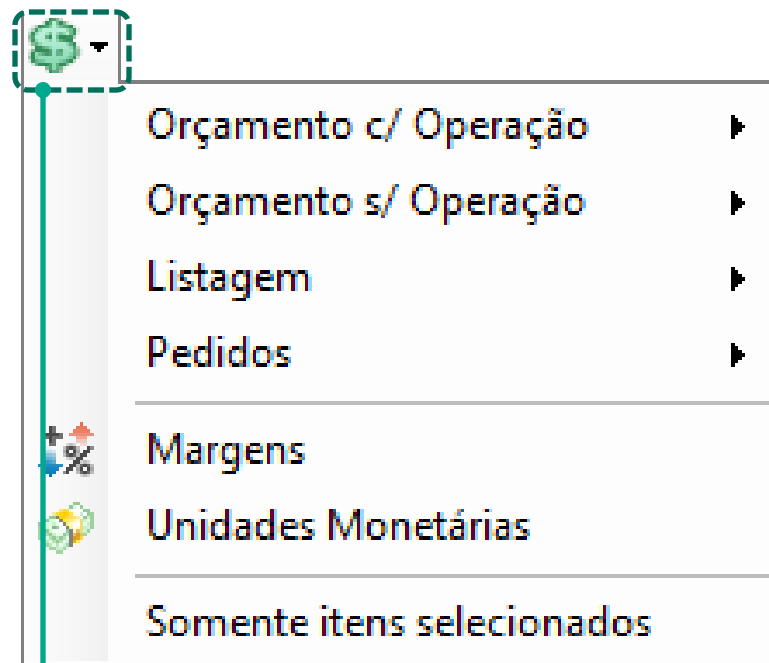 $
Orçamento c/ Operação
Orçamento s/ Operação
Listagem
Pedidos
+ % Margens
Unidades Monetárias
Somente itens selecionados